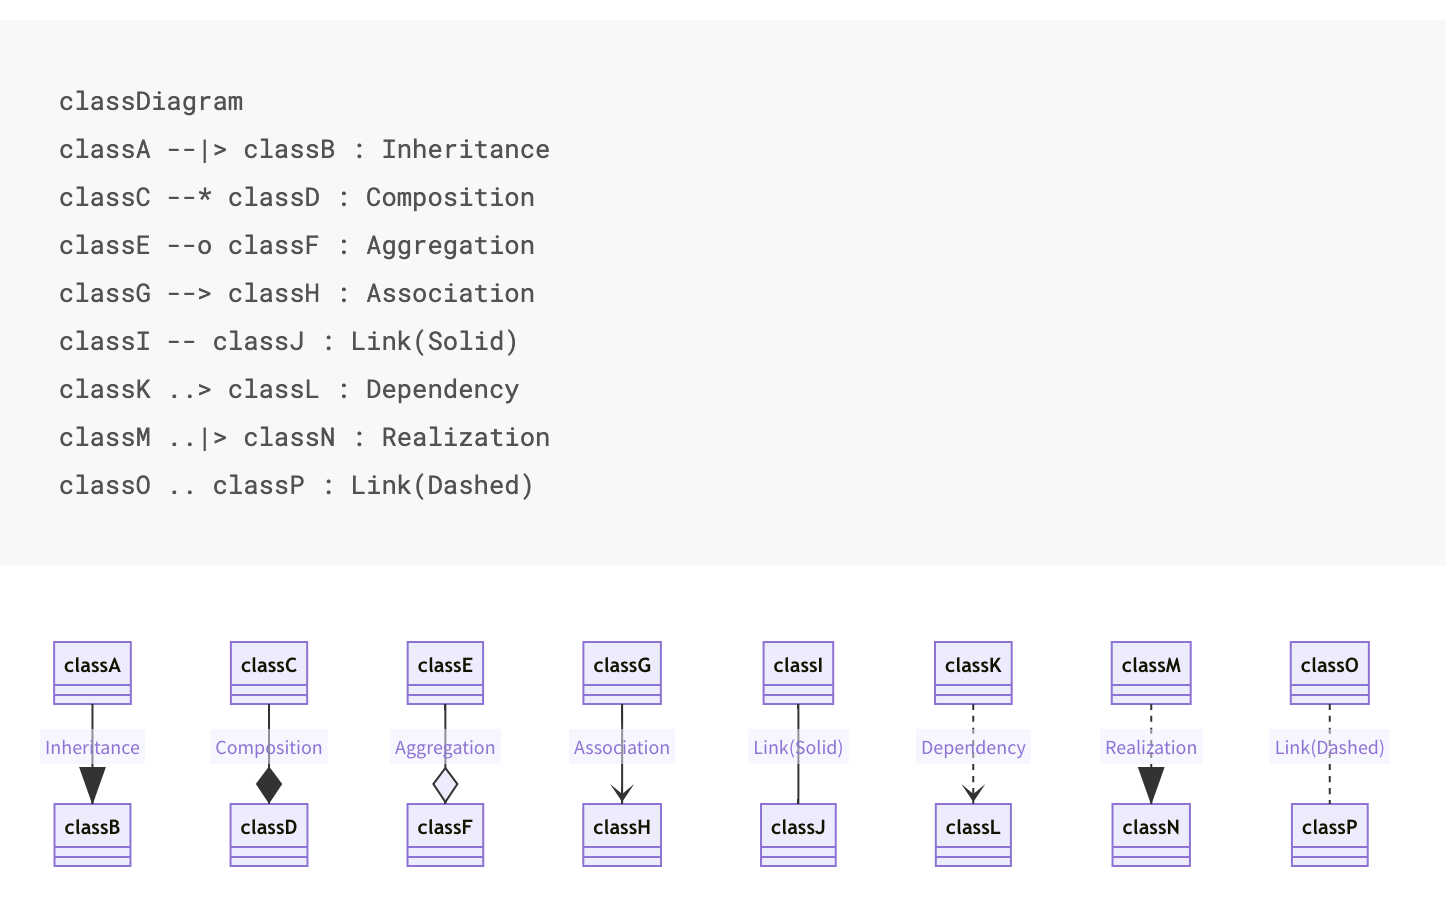 classDiagram
classA --|> classB : Inheritance
classC --* classD : Composition
classE --o classF : Aggregation
classG --> classH : Association
classI -- classJ : Link(Solid)
classK ..> classL : Dependency
classM ..|> classN : Realization
classO .. classP : Link(Dashed)
classA classC classE classG classI classK classM classO
Inheritance Composition Aggregation Association Link(Solid) Dependency Realization Link(Dashed)
classB classD classF classH classJ classL classN classP